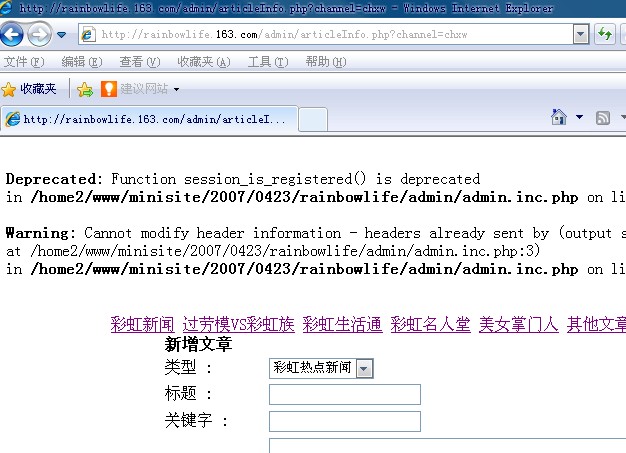 http://rainbowlife.163.com/admin/articleInfo.php?channel=chxw - Windows Internet Explorer
http://rainbowlife.163.com/admin/articleInfo.php?channel=chxw
文件(F) 编辑(E) 查看(V) 收藏夹(A) 工具(T) 帮助(H)
收藏夹 建议网站
http://rainbowlife.163.com/admin/articleI...
Deprecated: Function session_is_registered() is deprecated
in /home2/www/minisite/2007/0423/rainbowlife/admin/admin.inc.php on li
Warning: Cannot modify header information - headers already sent by (output s
at /home2/www/minisite/2007/0423/rainbowlife/admin/admin.inc.php:3)
in /home2/www/minisite/2007/0423/rainbowlife/admin/admin.inc.php on li
彩虹新闻 过劳模VS彩虹族 彩虹生活通 彩虹名人堂 美女掌门人 其他文章
新增文章
类型 : 彩虹热点新闻
标题 :
关键字 :